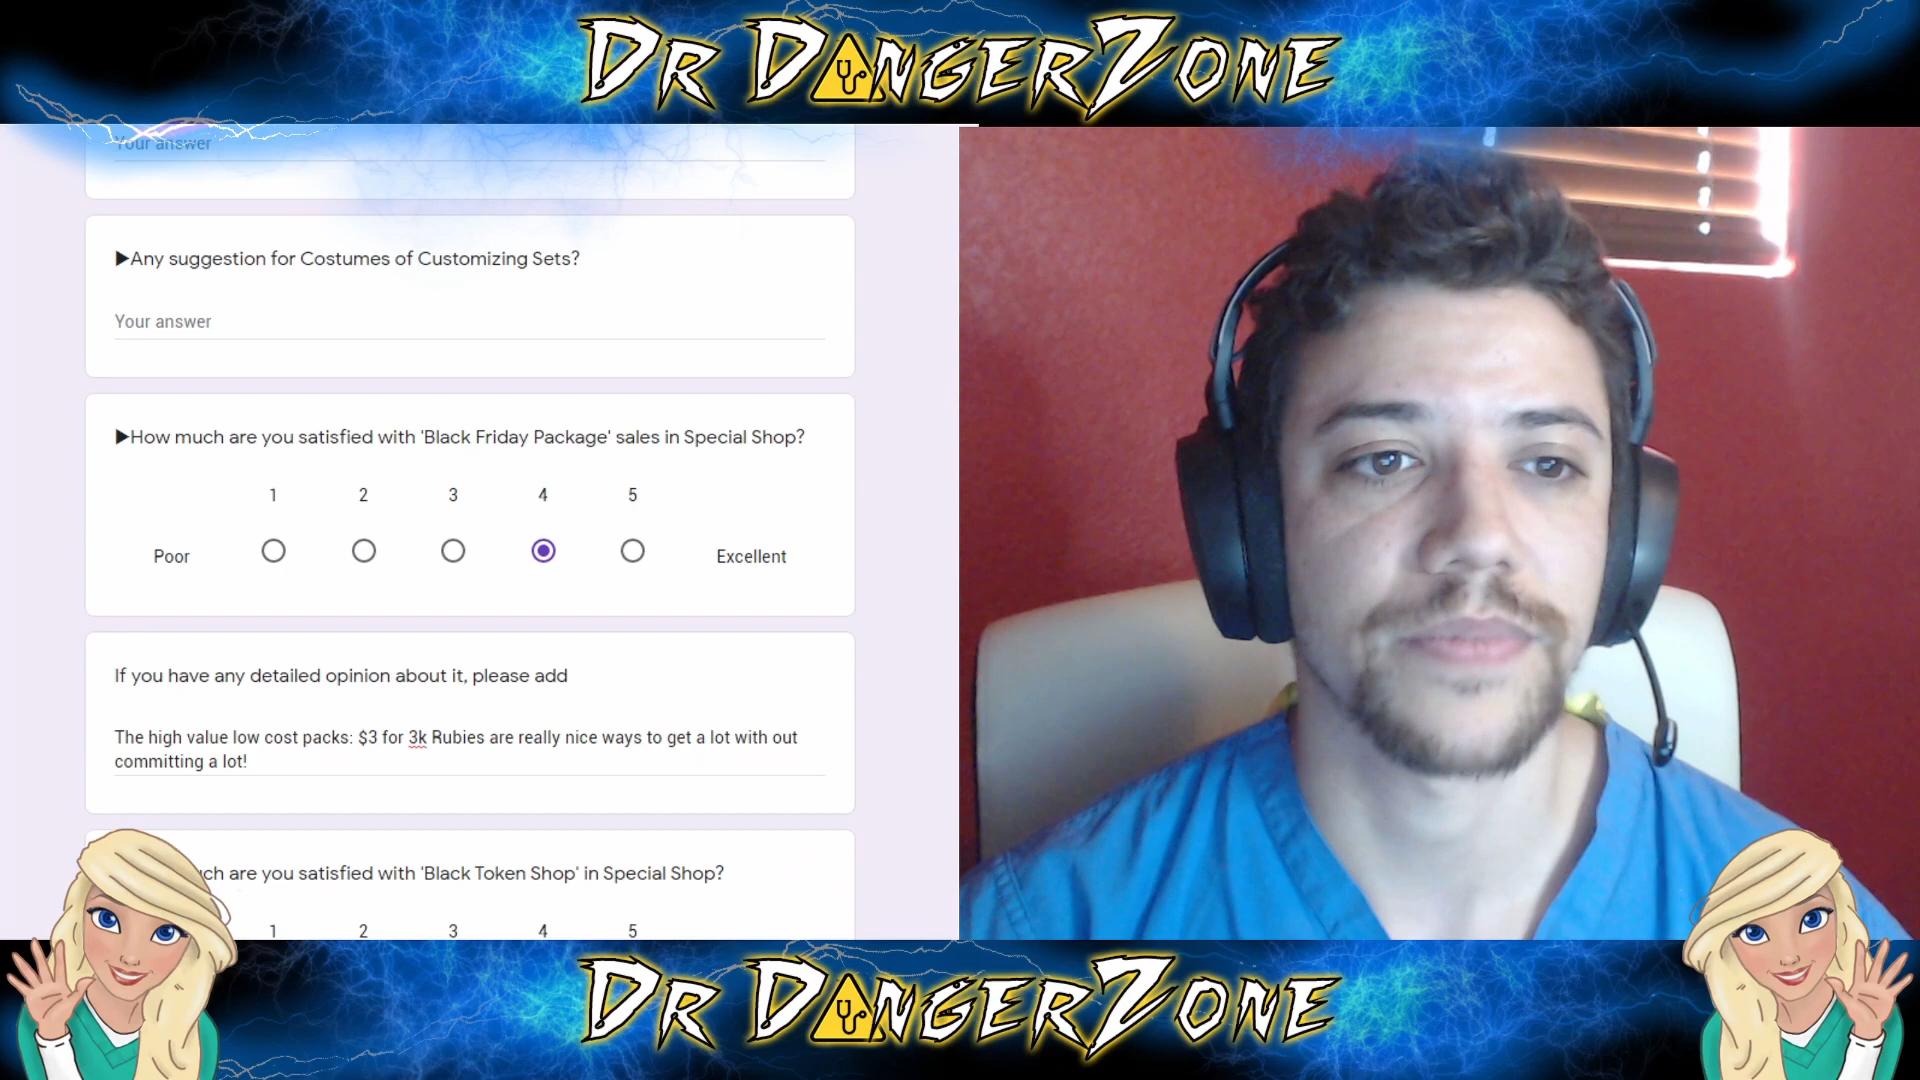 DR DANGERZONE
Your answer
▶Any suggestion for Costumes of Customizing Sets?
Your answer
▶How much are you satisfied with 'Black Friday Package' sales in Special Shop?
1 2 3 4 5
Poor Excellent
If you have any detailed opinion about it, please add
The high value low cost packs: $3 for 3k Rubies are really nice ways to get a lot with out
committing a lot!
are you satisfied with 'Black Token Shop' in Special Shop?
1 2 3 4 5
DR DANGERZONE